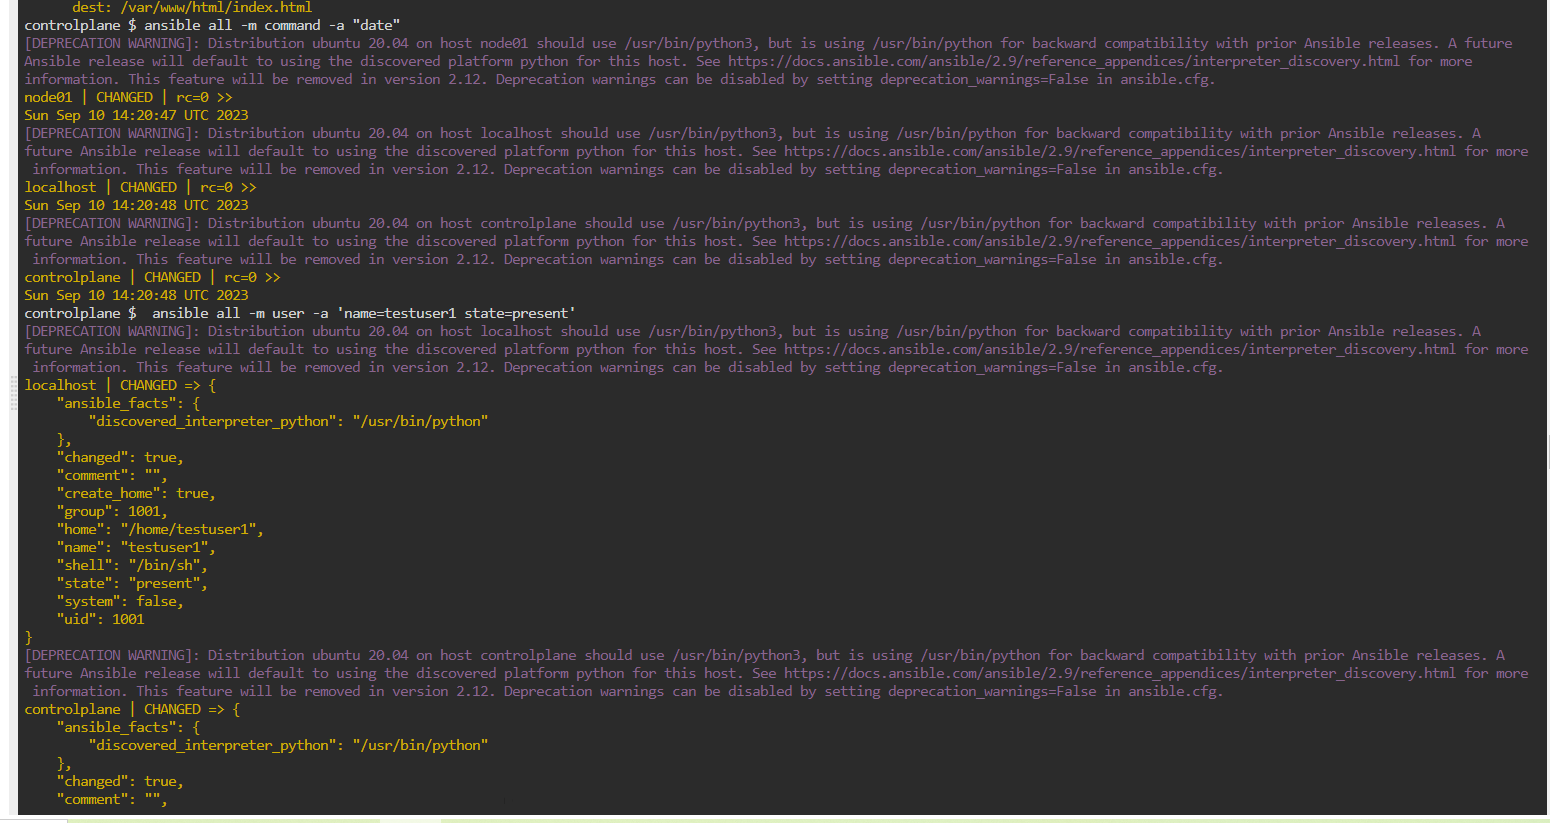 dest: /var/www/html/index.html
controlplane $ ansible all -m command -a "date"
[DEPRECATION WARNING]: Distribution ubuntu 20.04 on host node01 should use /usr/bin/python3, but is using /usr/bin/python for backward compatibility with prior Ansible releases. A future
Ansible release will default to using the discovered platform python for this host. See https://docs.ansible.com/ansible/2.9/reference_appendices/interpreter_discovery.html for more
information. This feature will be removed in version 2.12. Deprecation warnings can be disabled by setting deprecation_warnings=False in ansible.cfg.
node01 | CHANGED | rc=0 >>
Sun Sep 10 14:20:47 UTC 2023
[DEPRECATION WARNING]: Distribution ubuntu 20.04 on host localhost should use /usr/bin/python3, but is using /usr/bin/python for backward compatibility with prior Ansible releases. A
future Ansible release will default to using the discovered platform python for this host. See https://docs.ansible.com/ansible/2.9/reference_appendices/interpreter_discovery.html for more
information. This feature will be removed in version 2.12. Deprecation warnings can be disabled by setting deprecation_warnings=False in ansible.cfg.
localhost | CHANGED | rc=0 >>
Sun Sep 10 14:20:48 UTC 2023
[DEPRECATION WARNING]: Distribution ubuntu 20.04 on host controlplane should use /usr/bin/python3, but is using /usr/bin/python for backward compatibility with prior Ansible releases. A
future Ansible release will default to using the discovered platform python for this host. See https://docs.ansible.com/ansible/2.9/reference_appendices/interpreter_discovery.html for more
information. This feature will be removed in version 2.12. Deprecation warnings can be disabled by setting deprecation_warnings=False in ansible.cfg.
controlplane | CHANGED | rc=0 >>
Sun Sep 10 14:20:48 UTC 2023
controlplane $  ansible all -m user -a 'name=testuser1 state=present'
[DEPRECATION WARNING]: Distribution ubuntu 20.04 on host localhost should use /usr/bin/python3, but is using /usr/bin/python for backward compatibility with prior Ansible releases. A
future Ansible release will default to using the discovered platform python for this host. See https://docs.ansible.com/ansible/2.9/reference_appendices/interpreter_discovery.html for more
information. This feature will be removed in version 2.12. Deprecation warnings can be disabled by setting deprecation_warnings=False in ansible.cfg.
localhost | CHANGED => {
    "ansible_facts": {
        "discovered_interpreter_python": "/usr/bin/python"
    },
    "changed": true,
    "comment": "",
    "create_home": true,
    "group": 1001,
    "home": "/home/testuser1",
    "name": "testuser1",
    "shell": "/bin/sh",
    "state": "present",
    "system": false,
    "uid": 1001
}
[DEPRECATION WARNING]: Distribution ubuntu 20.04 on host controlplane should use /usr/bin/python3, but is using /usr/bin/python for backward compatibility with prior Ansible releases. A
future Ansible release will default to using the discovered platform python for this host. See https://docs.ansible.com/ansible/2.9/reference_appendices/interpreter_discovery.html for more
information. This feature will be removed in version 2.12. Deprecation warnings can be disabled by setting deprecation_warnings=False in ansible.cfg.
controlplane | CHANGED => {
    "ansible_facts": {
        "discovered_interpreter_python": "/usr/bin/python"
    },
    "changed": true,
    "comment": "",